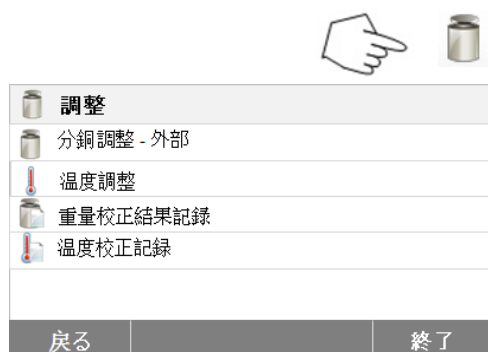 調整
分銅調整 - 外部
温度調整
重量校正結果記録
温度校正記録
戻る
終了